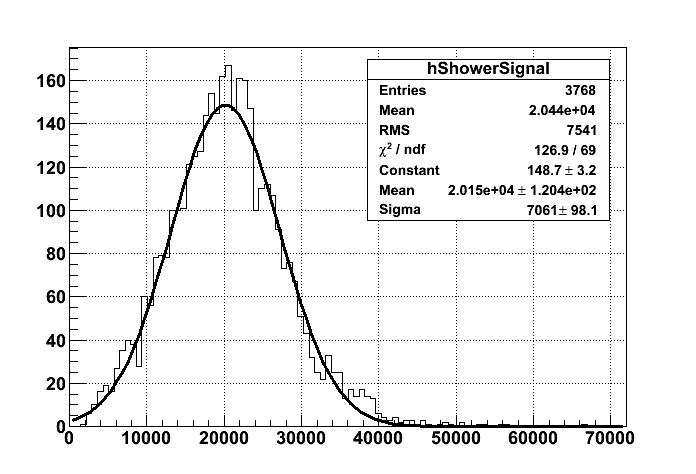 hShowerSignal
Entries 3768
Mean 2.044e+04
RMS 7541
χ² / ndf 126.9 / 69
Constant 148.7 ± 3.2
Mean 2.015e+04 ± 1.204e+02
Sigma 7061 ± 98.1
160
140
120
100
80
60
40
20
0
0 10000 20000 30000 40000 50000 60000 70000